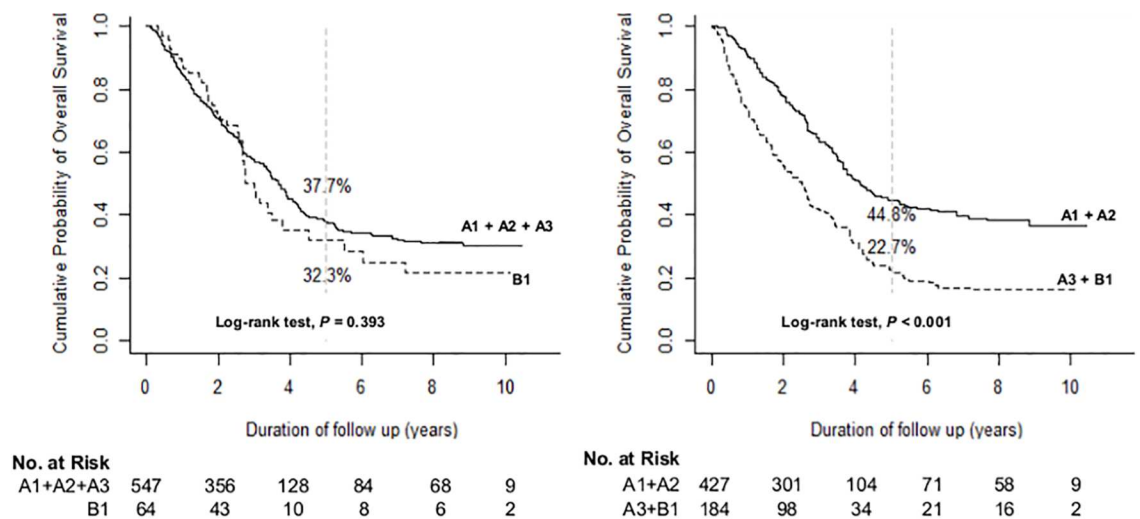 Cumulative Probability of Overall Survival
1.0
0.8
0.6
0.4
0.2
0.0
37.7%
32.3%
A1 + A2 + A3
B1
Log-rank test, P = 0.393
0 2 4 6 8 10
Duration of follow up (years)
No. at Risk
A1+A2+A3 547 356 128 84 68 9
B1 64 43 10 8 6 2
Cumulative Probability of Overall Survival
1.0
0.8
0.6
0.4
0.2
0.0
44.8%
22.7%
A1 + A2
A3 + B1
Log-rank test, P < 0.001
0 2 4 6 8 10
Duration of follow up (years)
No. at Risk
A1+A2 427 301 104 71 58 9
A3+B1 184 98 34 21 16 2